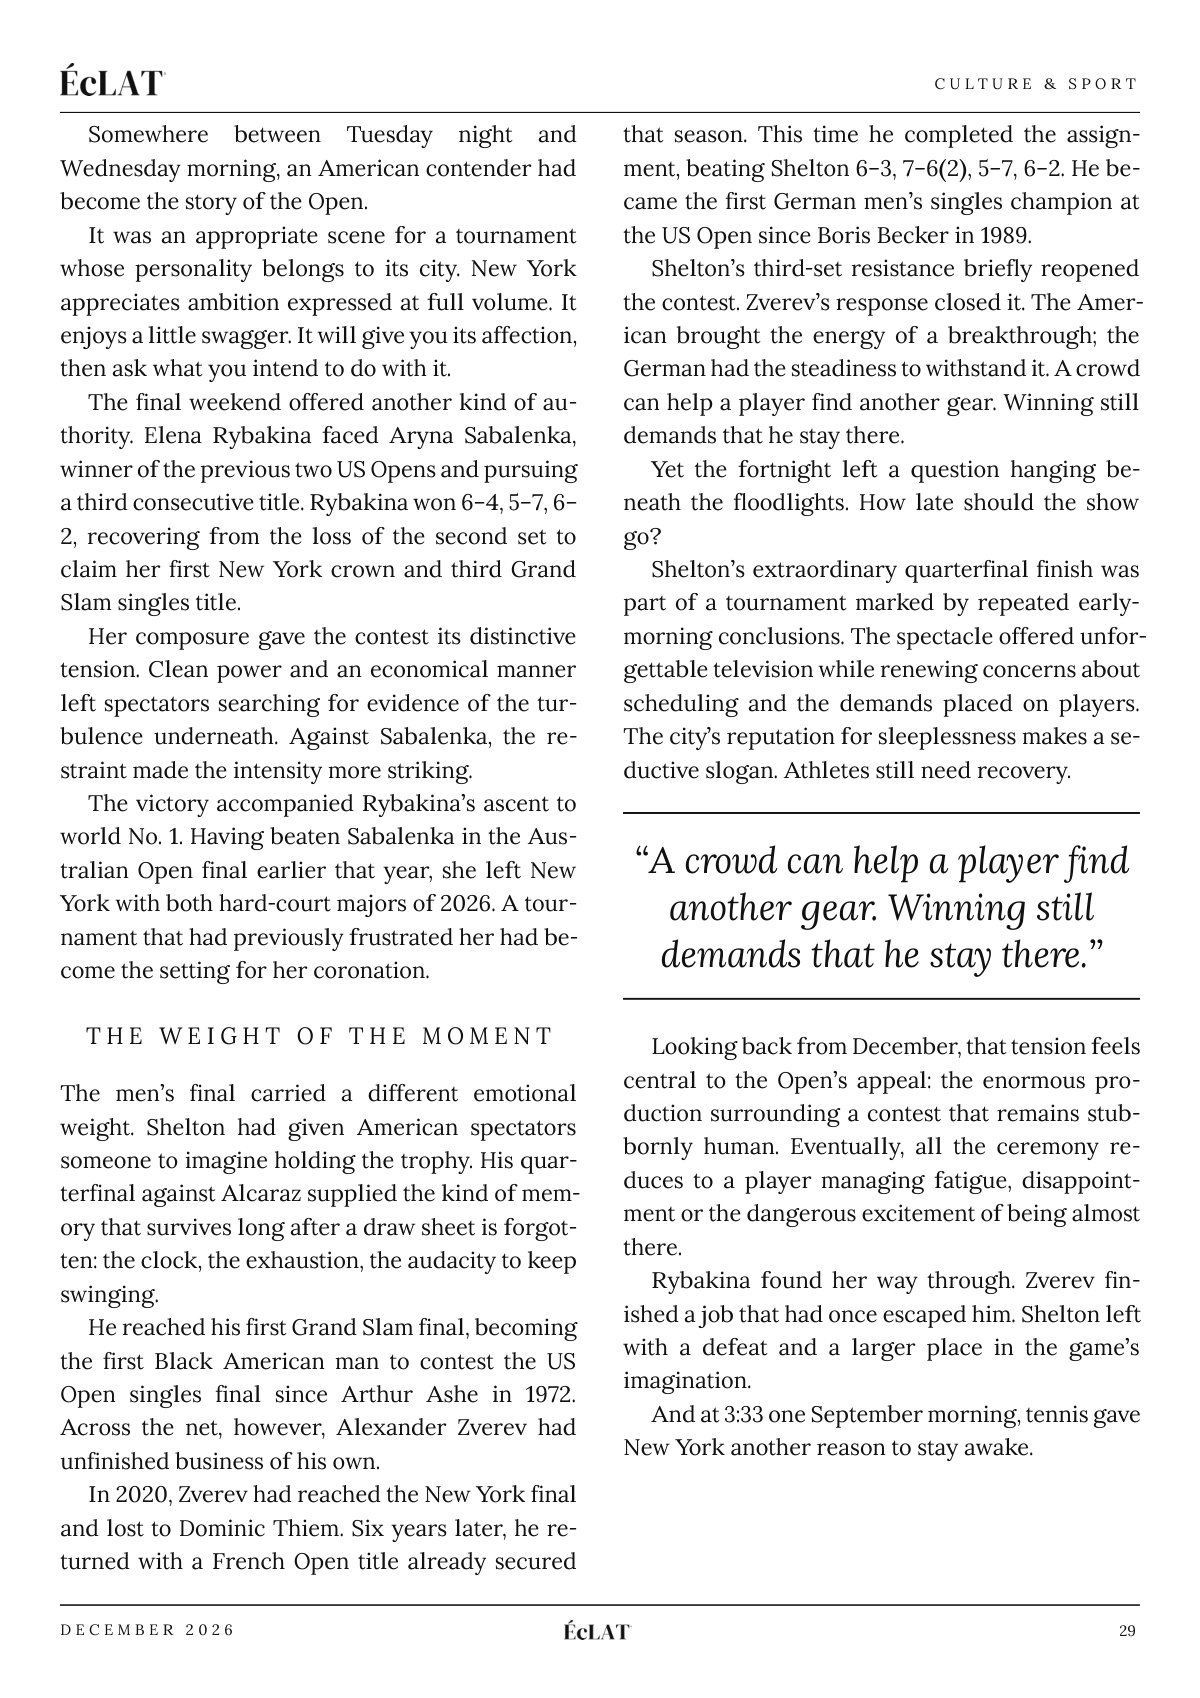 ÉcLAT
CULTURE & SPORT
Somewhere between Tuesday night and
Wednesday morning, an American contender had
become the story of the Open.
It was an appropriate scene for a tournament
whose personality belongs to its city. New York
appreciates ambition expressed at full volume. It
enjoys a little swagger. It will give you its affection,
then ask what you intend to do with it.
The final weekend offered another kind of au-
thority. Elena Rybakina faced Aryna Sabalenka,
winner of the previous two US Opens and pursuing
a third consecutive title. Rybakina won 6–4, 5–7, 6–
2, recovering from the loss of the second set to
claim her first New York crown and third Grand
Slam singles title.
Her composure gave the contest its distinctive
tension. Clean power and an economical manner
left spectators searching for evidence of the tur-
bulence underneath. Against Sabalenka, the re-
straint made the intensity more striking.
The victory accompanied Rybakina’s ascent to
world No. 1. Having beaten Sabalenka in the Aus-
tralian Open final earlier that year, she left New
York with both hard-court majors of 2026. A tour-
nament that had previously frustrated her had be-
come the setting for her coronation.
THE WEIGHT OF THE MOMENT
The men’s final carried a different emotional
weight. Shelton had given American spectators
someone to imagine holding the trophy. His quar-
terfinal against Alcaraz supplied the kind of mem-
ory that survives long after a draw sheet is forgot-
ten: the clock, the exhaustion, the audacity to keep
swinging.
He reached his first Grand Slam final, becoming
the first Black American man to contest the US
Open singles final since Arthur Ashe in 1972.
Across the net, however, Alexander Zverev had
unfinished business of his own.
In 2020, Zverev had reached the New York final
and lost to Dominic Thiem. Six years later, he re-
turned with a French Open title already secured
that season. This time he completed the assign-
ment, beating Shelton 6–3, 7–6(2), 5–7, 6–2. He be-
came the first German men’s singles champion at
the US Open since Boris Becker in 1989.
Shelton’s third-set resistance briefly reopened
the contest. Zverev’s response closed it. The Amer-
ican brought the energy of a breakthrough; the
German had the steadiness to withstand it. A crowd
can help a player find another gear. Winning still
demands that he stay there.
Yet the fortnight left a question hanging be-
neath the floodlights. How late should the show
go?
Shelton’s extraordinary quarterfinal finish was
part of a tournament marked by repeated early-
morning conclusions. The spectacle offered unfor-
gettable television while renewing concerns about
scheduling and the demands placed on players.
The city’s reputation for sleeplessness makes a se-
ductive slogan. Athletes still need recovery.
“A crowd can help a player find
another gear. Winning still
demands that he stay there.”
Looking back from December, that tension feels
central to the Open’s appeal: the enormous pro-
duction surrounding a contest that remains stub-
bornly human. Eventually, all the ceremony re-
duces to a player managing fatigue, disappoint-
ment or the dangerous excitement of being almost
there.
Rybakina found her way through. Zverev fin-
ished a job that had once escaped him. Shelton left
with a defeat and a larger place in the game’s
imagination.
And at 3:33 one September morning, tennis gave
New York another reason to stay awake.
DECEMBER 2026
ÉcLAT
29